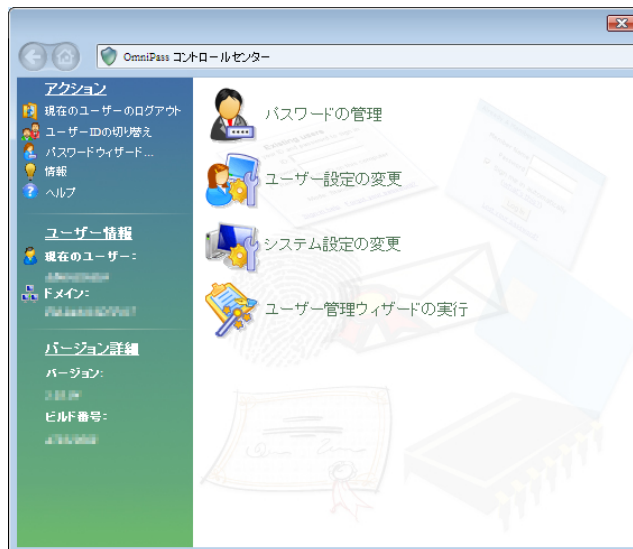 OmniPass コントロールセンター
アクション
現在のユーザーのログアウト
ユーザーIDの切り替え
パスワードウィザード...
情報
ヘルプ
ユーザー情報
現在のユーザー:
ドメイン:
バージョン詳細
バージョン:
ビルド番号:
パスワードの管理
ユーザー設定の変更
システム設定の変更
ユーザー管理ウィザードの実行